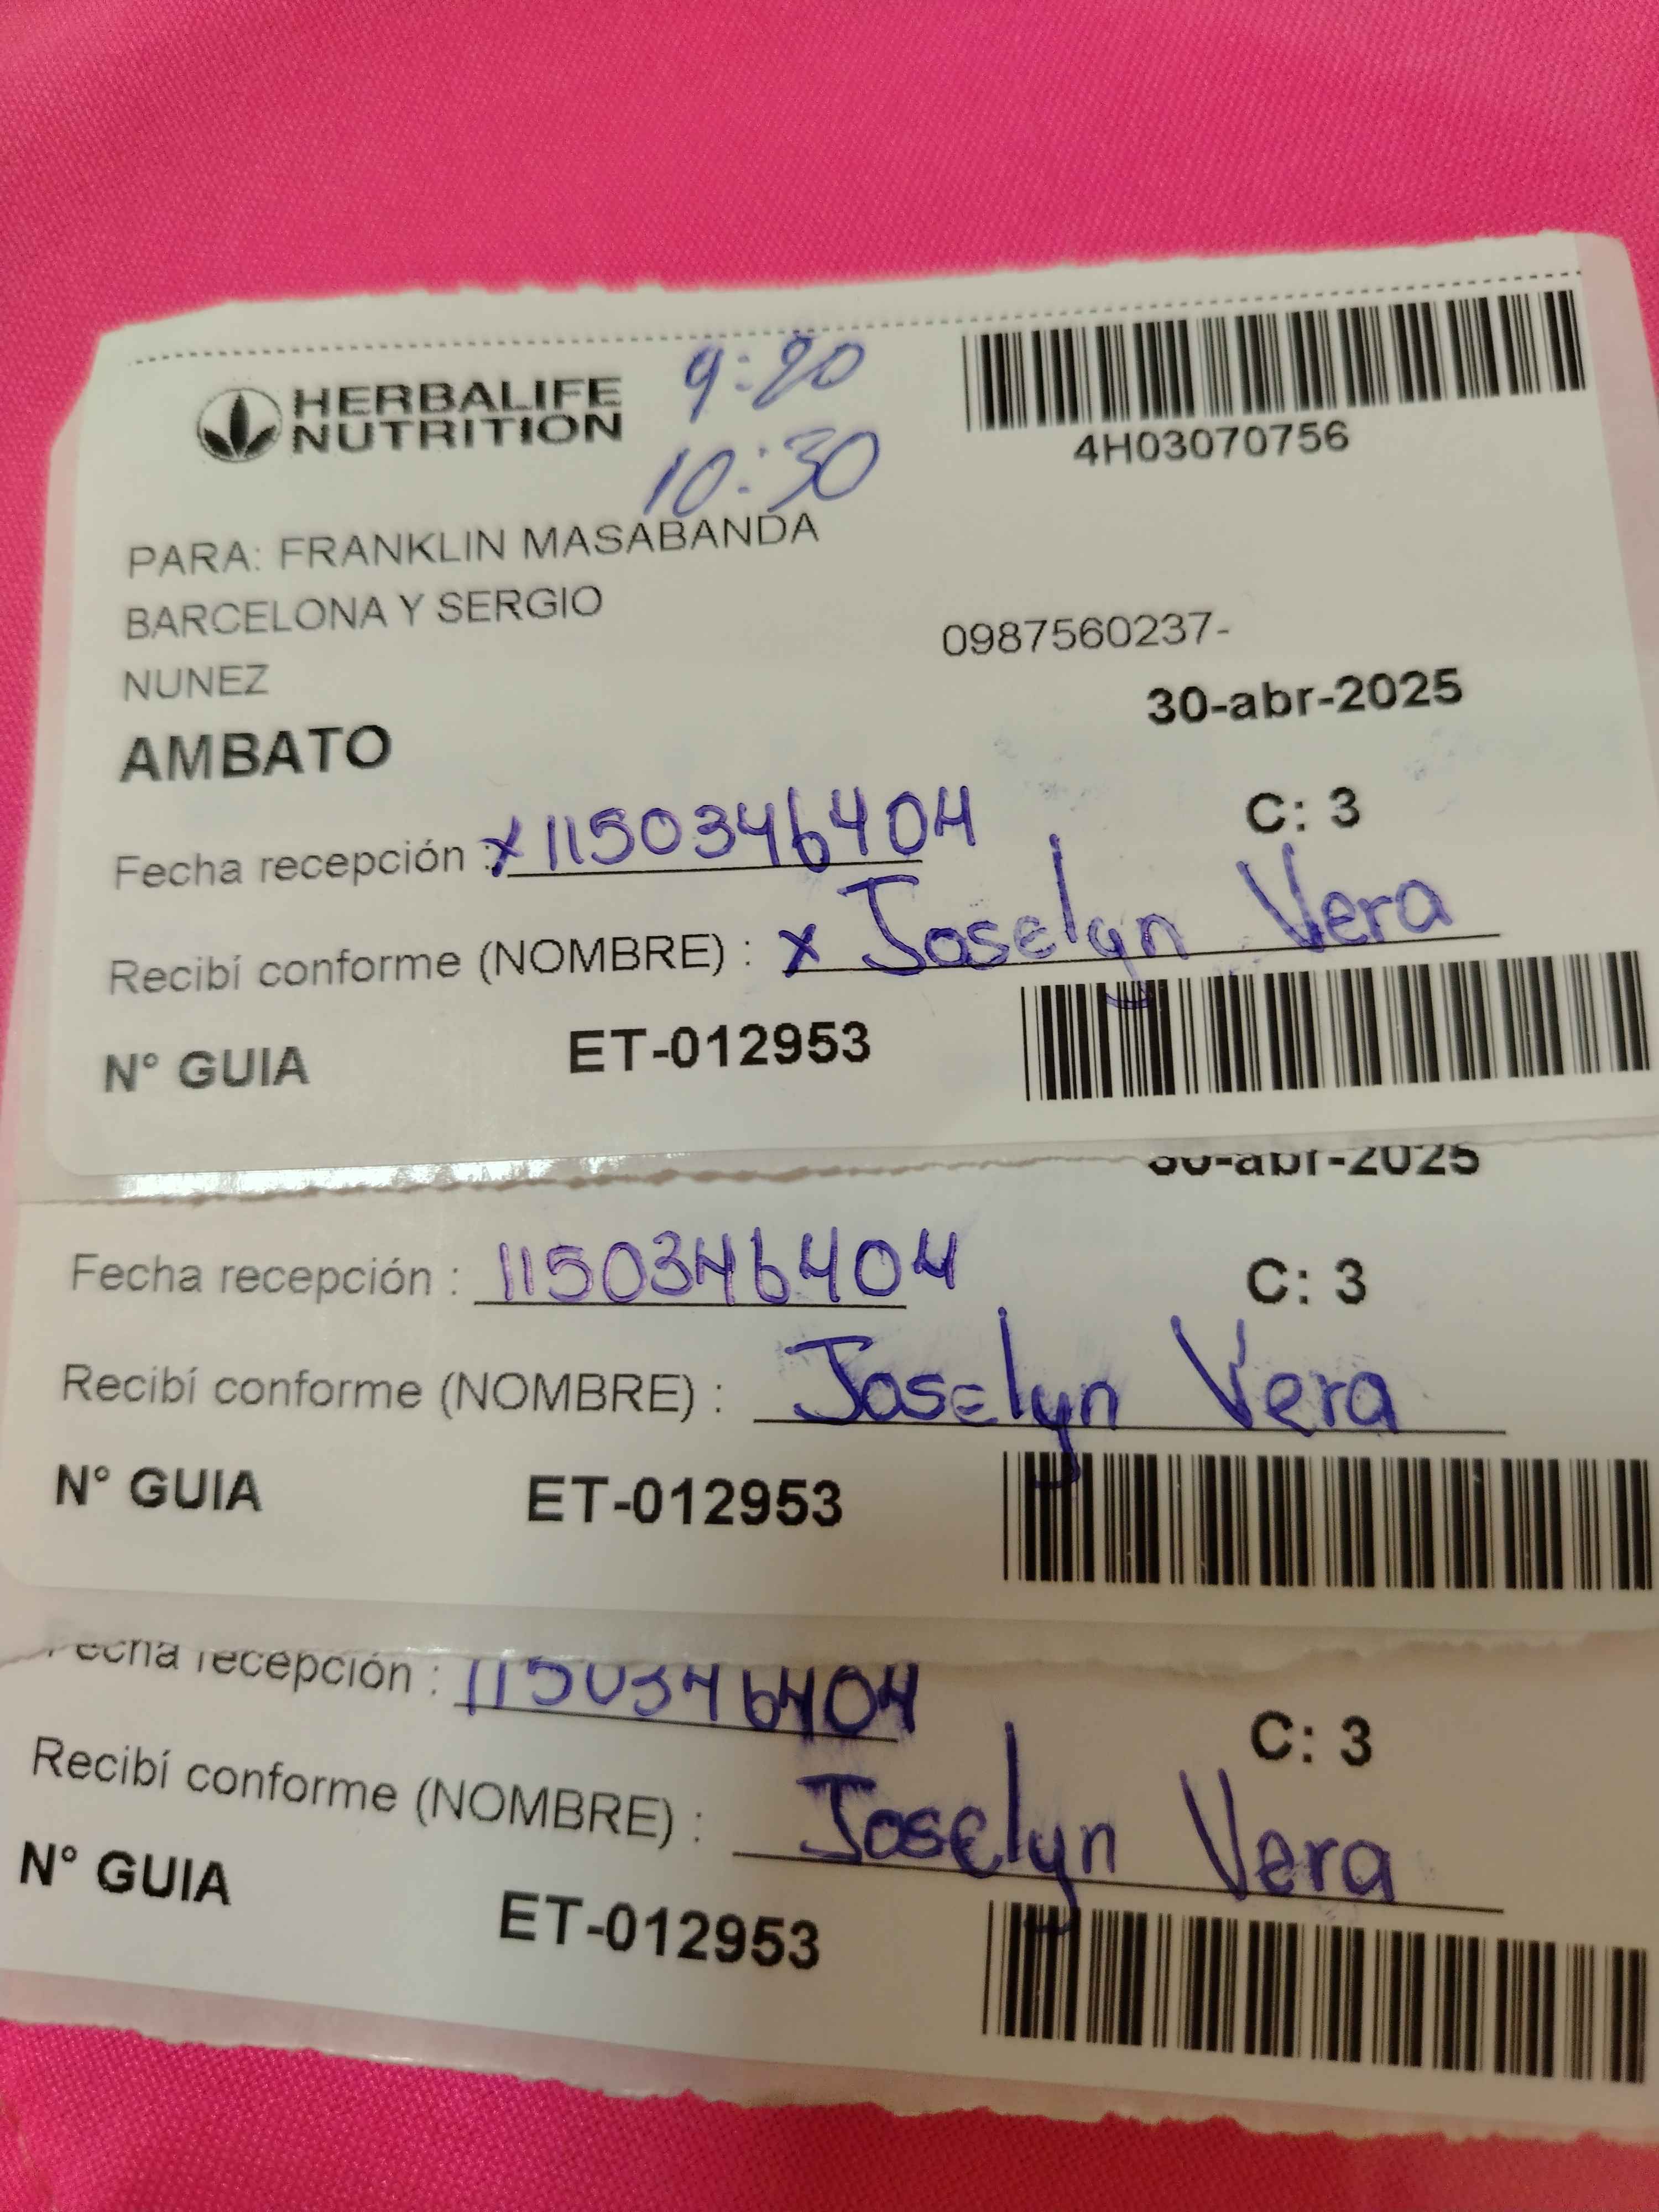 HERBALIFE
NUTRITION
9:20
10:30
4H03070756
PARA: FRANKLIN MASABANDA
BARCELONA Y SERGIO
NUNEZ
0987560237-
30-abr-2025
AMBATO
C: 3
Fecha recepción : x 1150346404
Recibí conforme (NOMBRE) : x Joselyn Vera
N° GUIA ET-012953
30-abr-2025
Fecha recepción : 1150346404
C: 3
Recibí conforme (NOMBRE) : Joselyn Vera
N° GUIA ET-012953
Fecha recepción : 1150346404
C: 3
Recibí conforme (NOMBRE) : Joselyn Vera
N° GUIA ET-012953